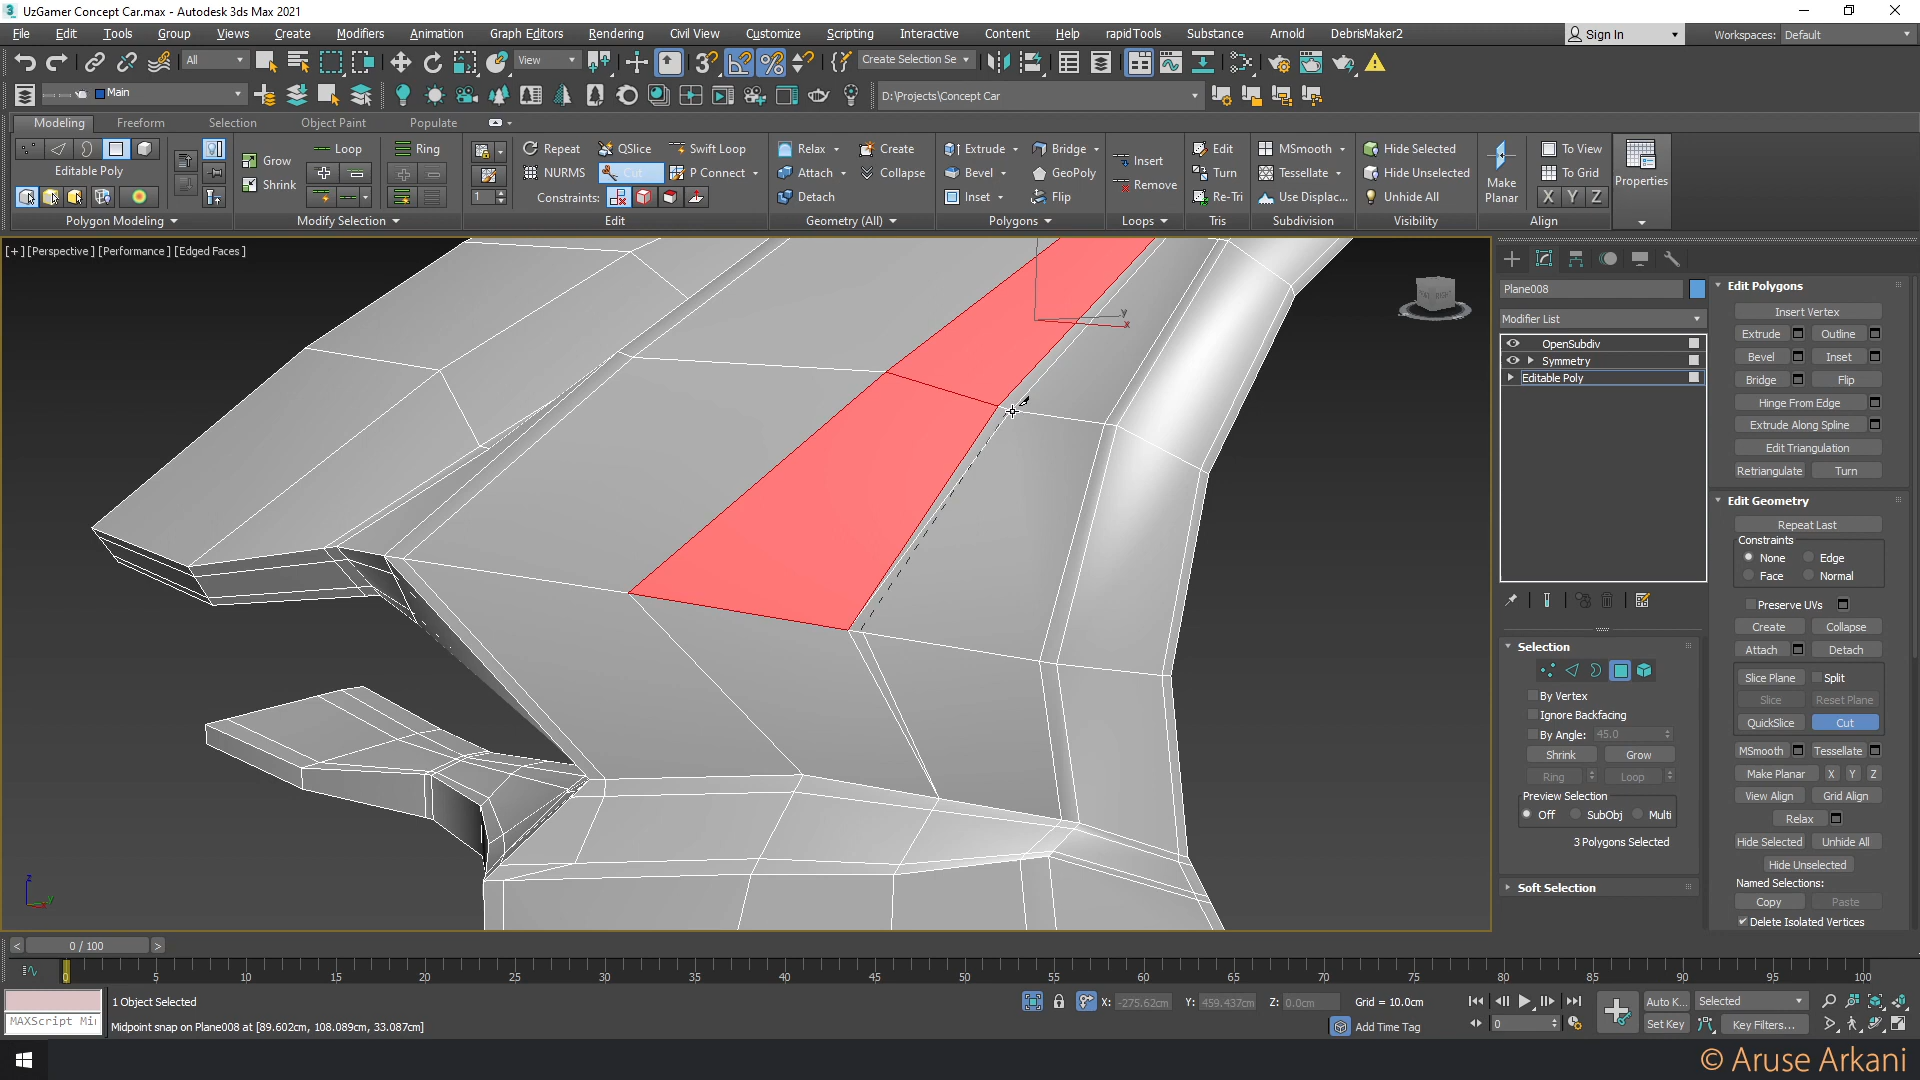 UzGamer Concept Car.max - Autodesk 3ds Max 2021
File Edit Tools Group Views Create Modifiers Animation Graph Editors Rendering Civil View Customize Scripting Interactive Content Help rapidTools Substance Arnold DebrisMaker2 Sign In Workspaces: Default
All View Create Selection Se
Main D:\Projects\Concept Car
Modeling Freeform Selection Object Paint Populate
Loop Ring Repeat QSlice Swift Loop Relax Create Extrude Bridge Insert Edit MSmooth Hide Selected To View
Editable Poly Grow Shrink NURMS Cut P Connect Attach Collapse Bevel GeoPoly Remove Turn Tessellate Hide Unselected Make Planar To Grid Properties
1 Constraints: Detach Inset Flip Re-Tri Use Displac... Unhide All X Y Z
Polygon Modeling Modify Selection Edit Geometry (All) Polygons Loops Tris Subdivision Visibility Align
[+] [Perspective] [Performance] [Edged Faces]
y
x
z
y
Plane008
Modifier List
OpenSubdiv
Symmetry
Editable Poly
Selection
By Vertex
Ignore Backfacing
By Angle: 45.0
Shrink Grow
Ring Loop
Preview Selection
Off SubObj Multi
3 Polygons Selected
Soft Selection
Edit Polygons
Insert Vertex
Extrude Outline
Bevel Inset
Bridge Flip
Hinge From Edge
Extrude Along Spline
Edit Triangulation
Retriangulate Turn
Edit Geometry
Repeat Last
Constraints
None Edge
Face Normal
Preserve UVs
Create Collapse
Attach Detach
Slice Plane Split
Slice Reset Plane
QuickSlice Cut
MSmooth Tessellate
Make Planar X Y Z
View Align Grid Align
Relax
Hide Selected Unhide All
Hide Unselected
Named Selections:
Copy Paste
Delete Isolated Vertices
< 0 / 100 >
0 5 10 15 20 25 30 35 40 45 50 55 60 65 70 75 80 85 90 95 100
1 Object Selected X: -275.62cm Y: 459.437cm Z: 0.0cm Grid = 10.0cm Auto K... Selected
MAXScript Mi Midpoint snap on Plane008 at [89.602cm, 108.089cm, 33.087cm] Add Time Tag 0 Set Key Key Filters...
© Aruse Arkani